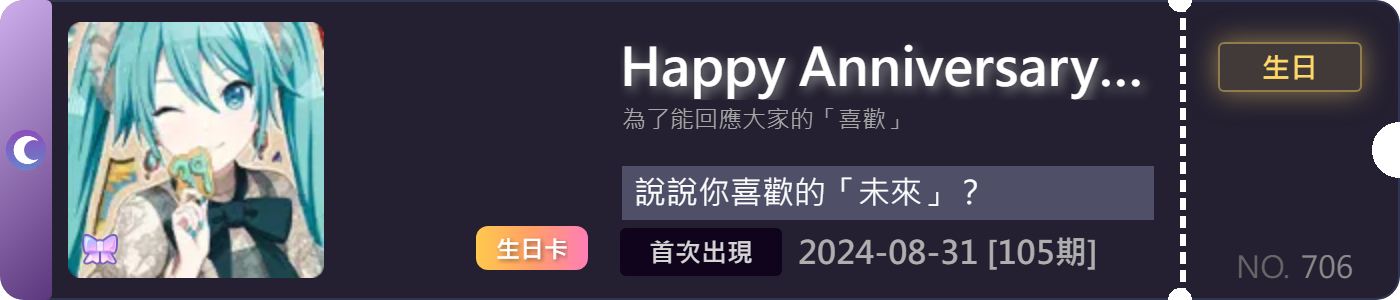 Happy Anniversary...
為了能回應大家的「喜歡」
說說你喜歡的「未來」？
生日卡
首次出現
2024-08-31 [105期]
生日
NO. 706